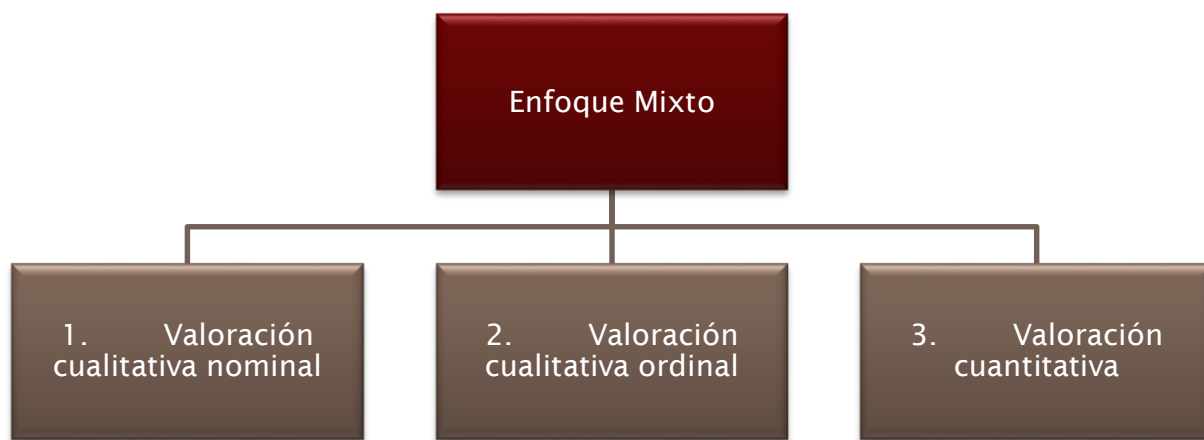 Enfoque Mixto
1. Valoración
cualitativa nominal
2. Valoración
cualitativa ordinal
3. Valoración
cuantitativa